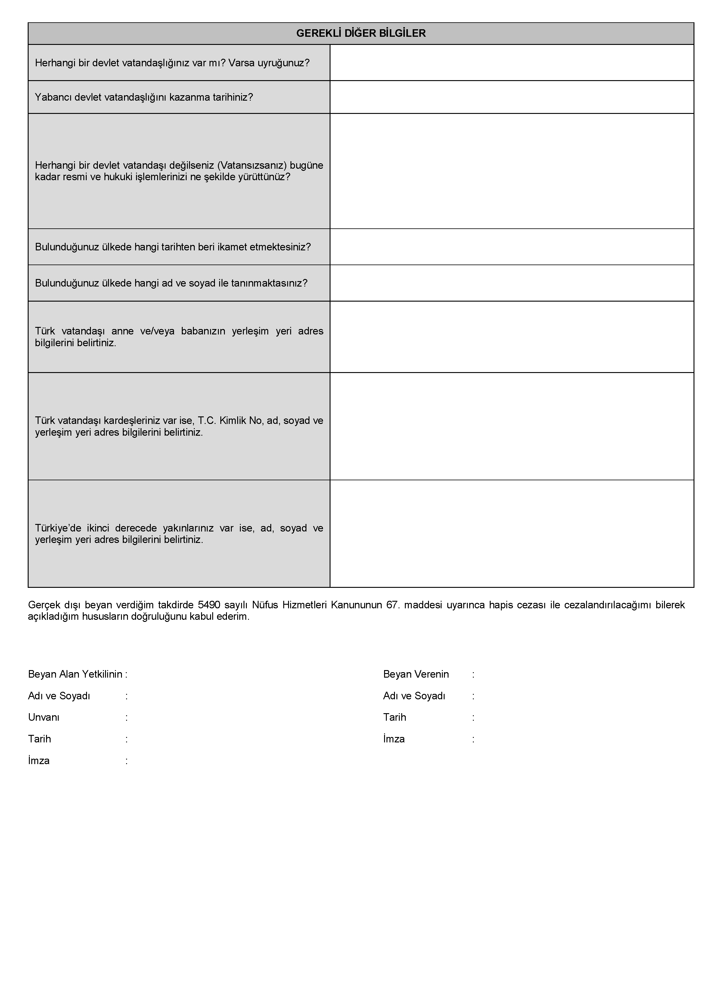 GEREKLİ DİĞER BİLGİLER
Herhangi bir devlet vatandaşlığınız var mı? Varsa uyruğunuz?
Yabancı devlet vatandaşlığını kazanma tarihiniz?
Herhangi bir devlet vatandaşı değilseniz (Vatansızsanız) bugüne
kadar resmi ve hukuki işlemlerinizi ne şekilde yürüttünüz?
Bulunduğunuz ülkede hangi tarihten beri ikamet etmektesiniz?
Bulunduğunuz ülkede hangi ad ve soyad ile tanınmaktasınız?
Türk vatandaşı anne ve/veya babanızın yerleşim yeri adres
bilgilerini belirtiniz.
Türk vatandaşı kardeşleriniz var ise, T.C. Kimlik No, ad, soyad ve
yerleşim yeri adres bilgilerini belirtiniz.
Türkiye’de ikinci derecede yakınlarınız var ise, ad, soyad ve
yerleşim yeri adres bilgilerini belirtiniz.
Gerçek dışı beyan verdiğim takdirde 5490 sayılı Nüfus Hizmetleri Kanununun 67. maddesi uyarınca hapis cezası ile cezalandırılacağımı bilerek
açıkladığım hususların doğruluğunu kabul ederim.
Beyan Alan Yetkilinin :
Adı ve Soyadı :
Unvanı :
Tarih :
İmza :
Beyan Verenin :
Adı ve Soyadı :
Tarih :
İmza :